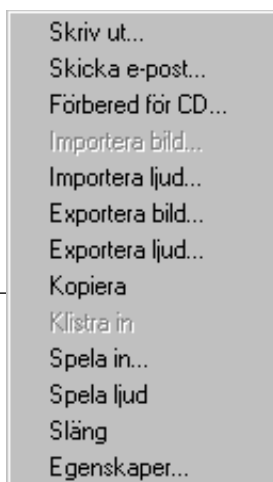 Skriv ut...
Skicka e-post...
Förbered för CD...
Importera bild...
Importera ljud...
Exportera bild...
Exportera ljud...
Kopiera
Klistra in
Spela in...
Spela ljud
Släng
Egenskaper...